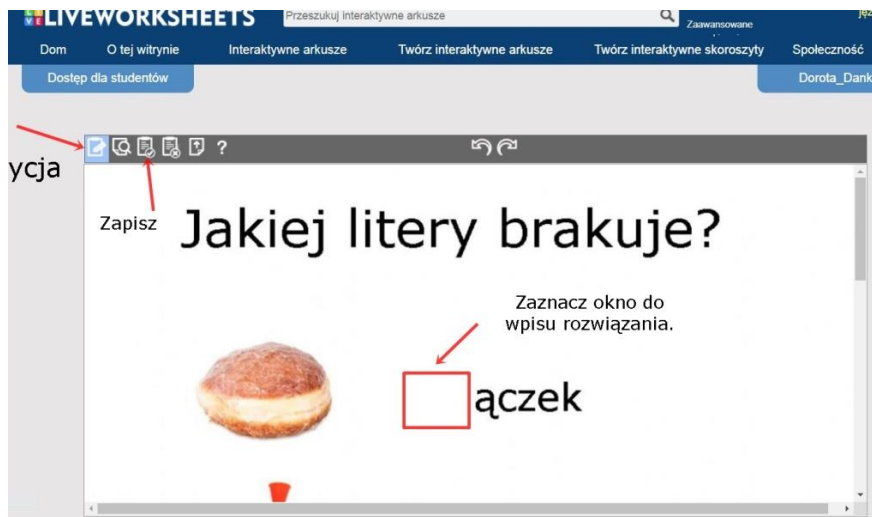 LIVEWORKSHEETS
Przeszukuj interaktywne arkusze
Zaawansowane
Dom O tej witrynie Interaktywne arkusze Twórz interaktywne arkusze Twórz interaktywne skoroszyty Społeczność
Dostęp dla studentów
Dorota_Dank
?
ycja
Zapisz
Jakiej litery brakuje?
Zaznacz okno do
wpisu rozwiązania.
ączek